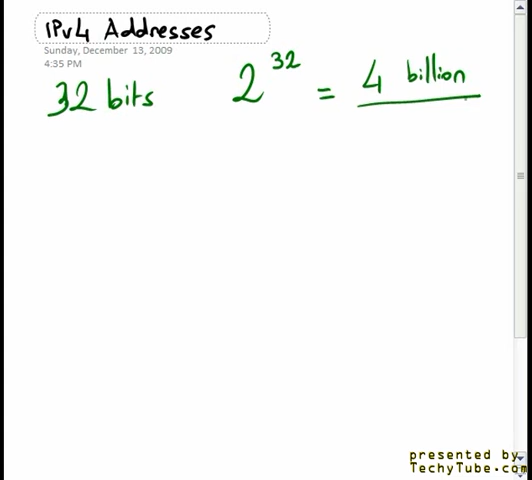 IPv4 Addresses
Sunday, December 13, 2009
4:35 PM
32 bits 2^32 = 4 billion
presented by
TechyTube.com